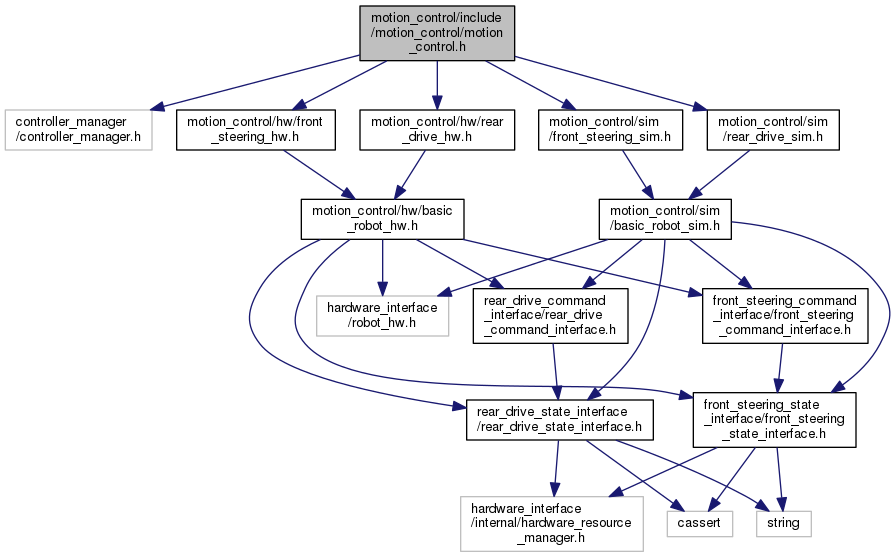 motion_control/include
/motion_control/motion
_control.h
controller_manager
/controller_manager.h
motion_control/hw/front
_steering_hw.h
motion_control/hw/rear
_drive_hw.h
motion_control/sim
/front_steering_sim.h
motion_control/sim
/rear_drive_sim.h
motion_control/hw/basic
_robot_hw.h
motion_control/sim
/basic_robot_sim.h
hardware_interface
/robot_hw.h
rear_drive_command
_interface/rear_drive
_command_interface.h
front_steering_command
_interface/front_steering
_command_interface.h
rear_drive_state_interface
/rear_drive_state_interface.h
front_steering_state
_interface/front_steering
_state_interface.h
hardware_interface
/internal/hardware_resource
_manager.h
cassert
string